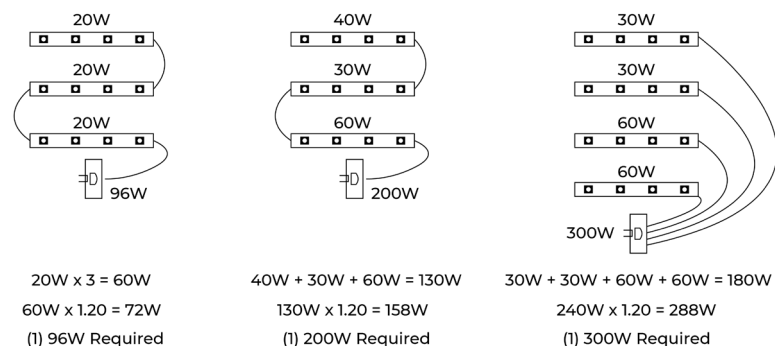 20W
20W
20W
96W
20W x 3 = 60W
60W x 1.20 = 72W
(1) 96W Required
40W
30W
60W
200W
40W + 30W + 60W = 130W
130W x 1.20 = 158W
(1) 200W Required
30W
30W
60W
60W
300W
30W + 30W + 60W + 60W = 180W
240W x 1.20 = 288W
(1) 300W Required